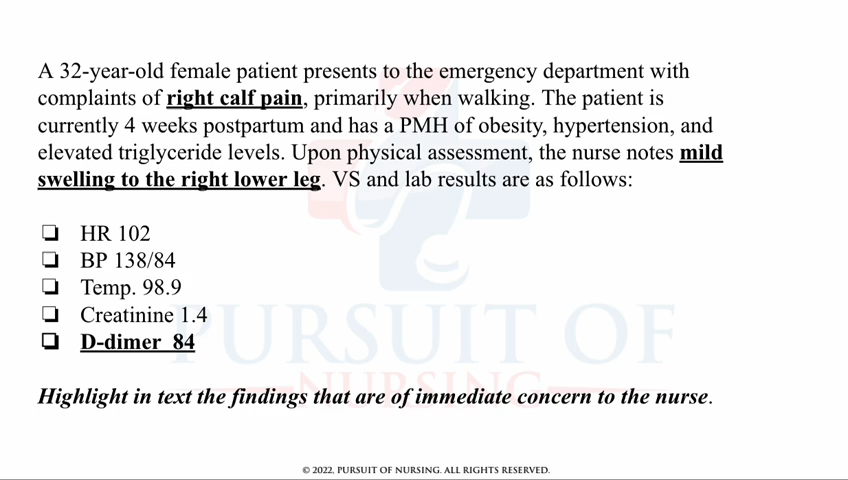 A 32-year-old female patient presents to the emergency department with
complaints of right calf pain, primarily when walking. The patient is
currently 4 weeks postpartum and has a PMH of obesity, hypertension, and
elevated triglyceride levels. Upon physical assessment, the nurse notes mild
swelling to the right lower leg. VS and lab results are as follows:
❏ HR 102
❏ BP 138/84
❏ Temp. 98.9
❏ Creatinine 1.4
❏ D-dimer 84
Highlight in text the findings that are of immediate concern to the nurse.
PURSUIT OF
NURSING
© 2022, PURSUIT OF NURSING. ALL RIGHTS RESERVED.